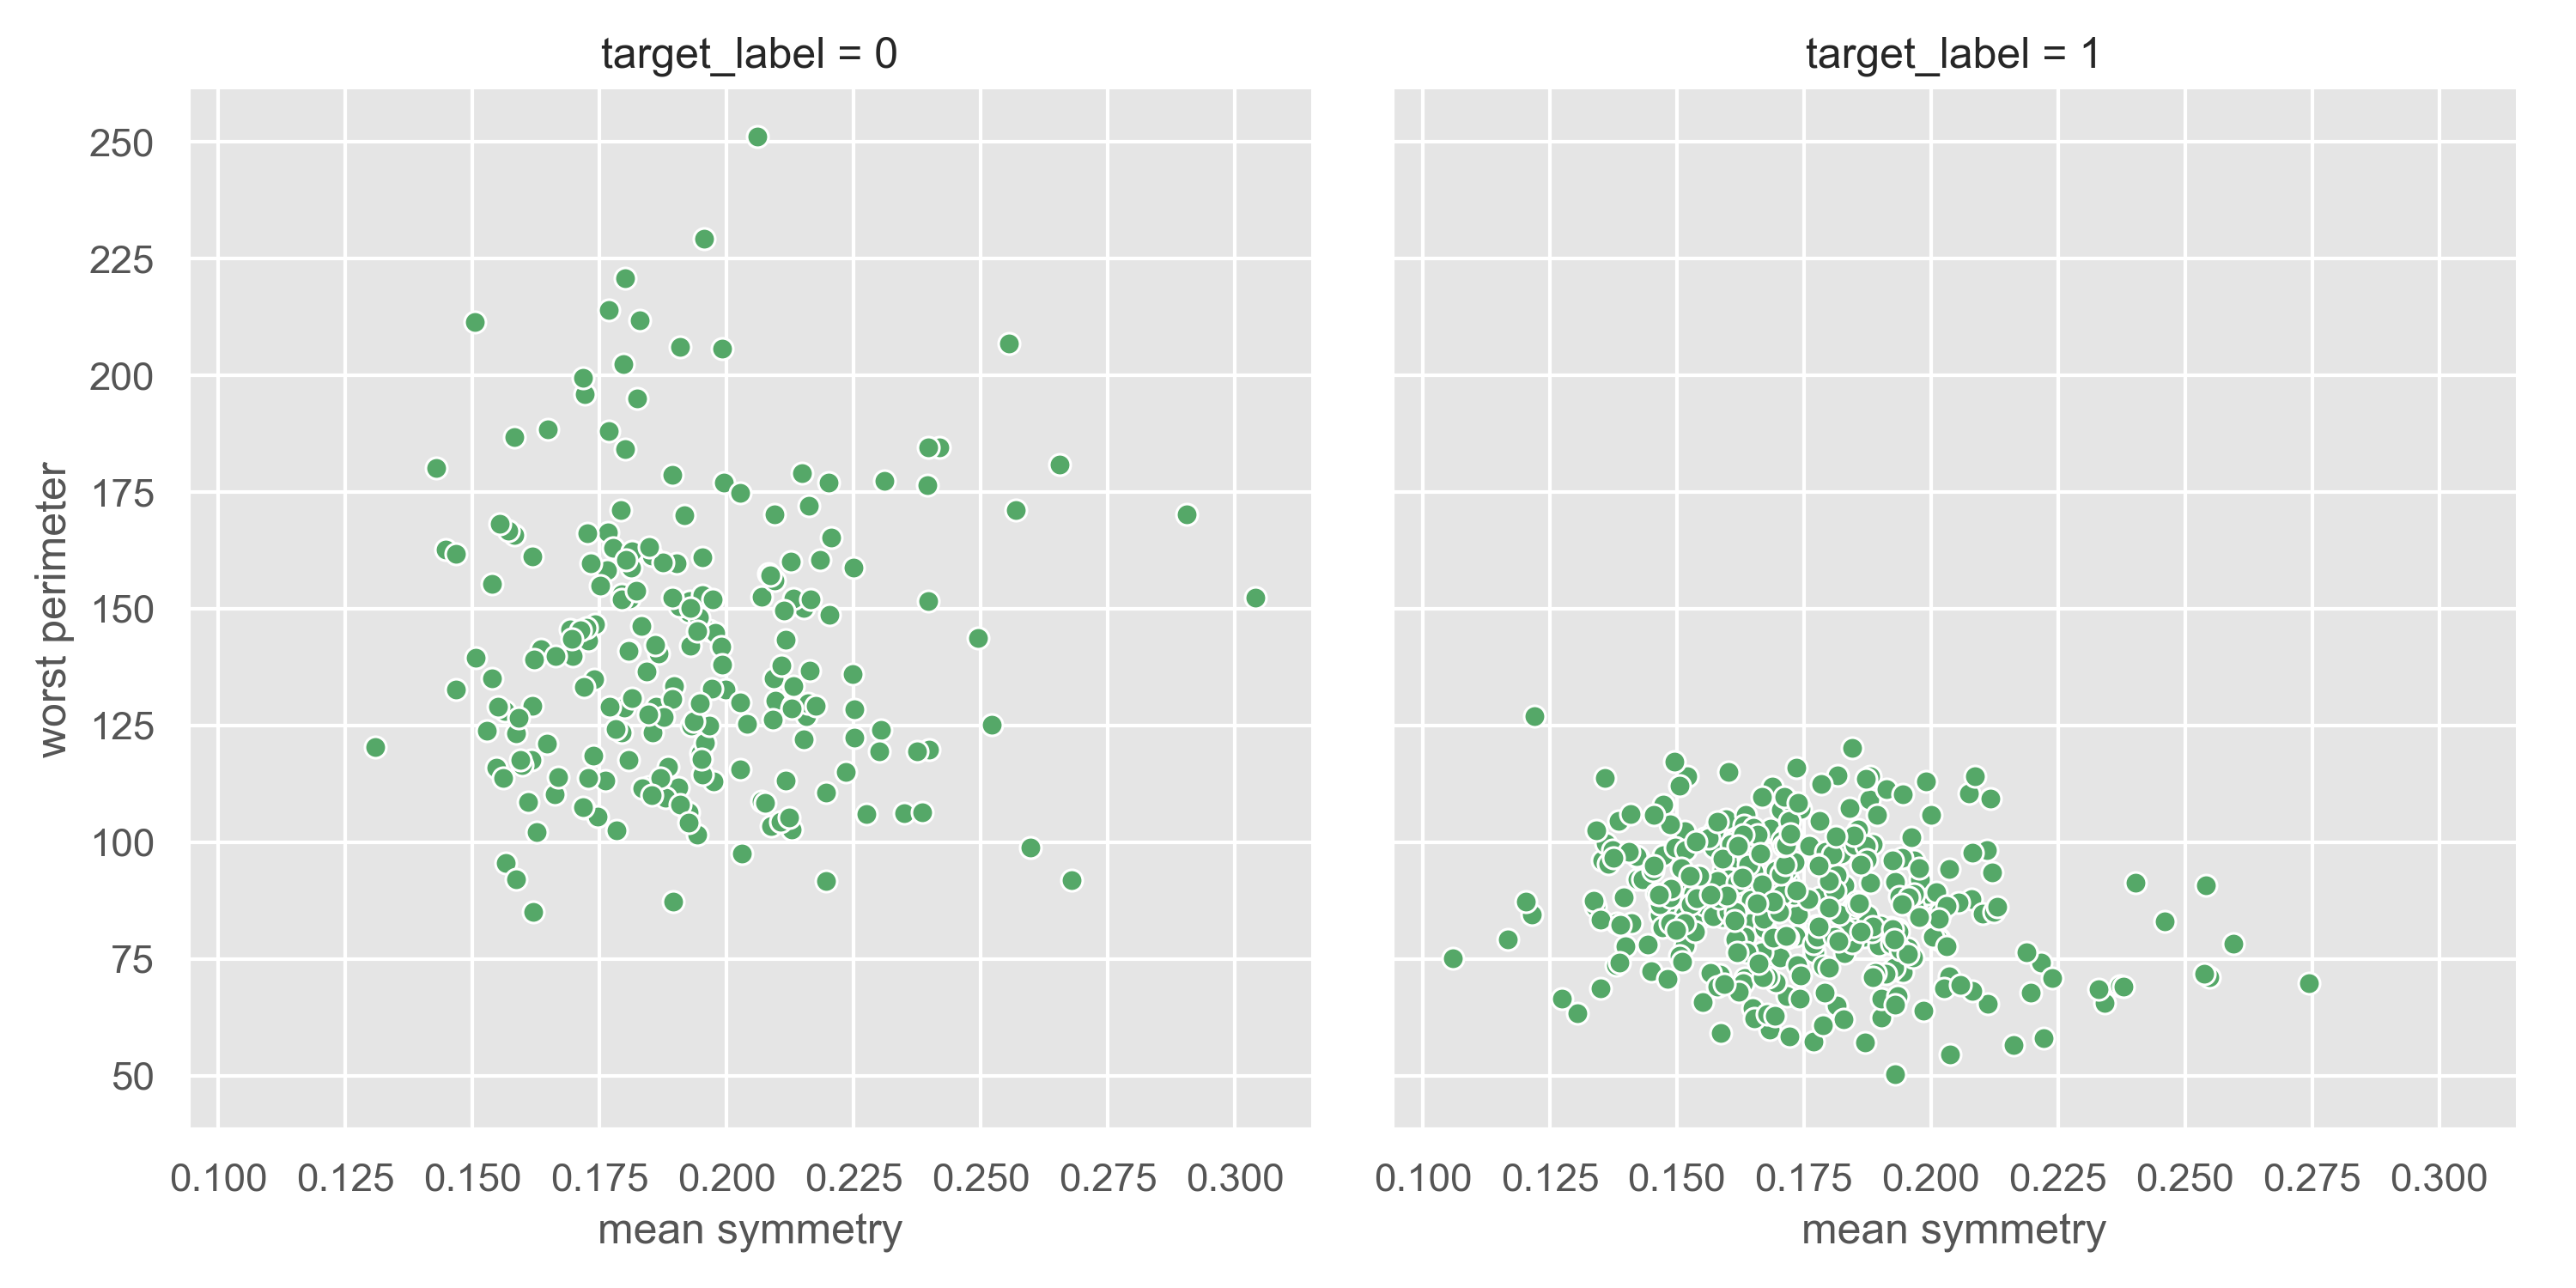 target_label = 0
target_label = 1
250
225
200
175
150
125
100
75
50
worst perimeter
0.100 0.125 0.150 0.175 0.200 0.225 0.250 0.275 0.300
0.100 0.125 0.150 0.175 0.200 0.225 0.250 0.275 0.300
mean symmetry
mean symmetry